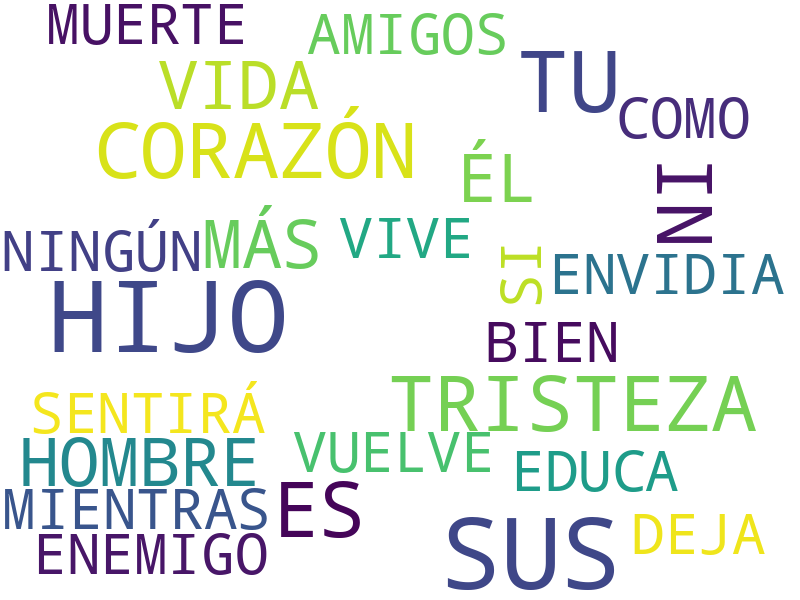 MUERTE
AMIGOS
VIDA
TU
COMO
CORAZÓN
ÉL
NI
NINGÚN
MÁS
VIVE
SI
ENVIDIA
HIJO
BIEN
TRISTEZA
SENTIRÁ
HOMBRE
VUELVE
EDUCA
MIENTRAS
ES
SUS
DEJA
ENEMIGO